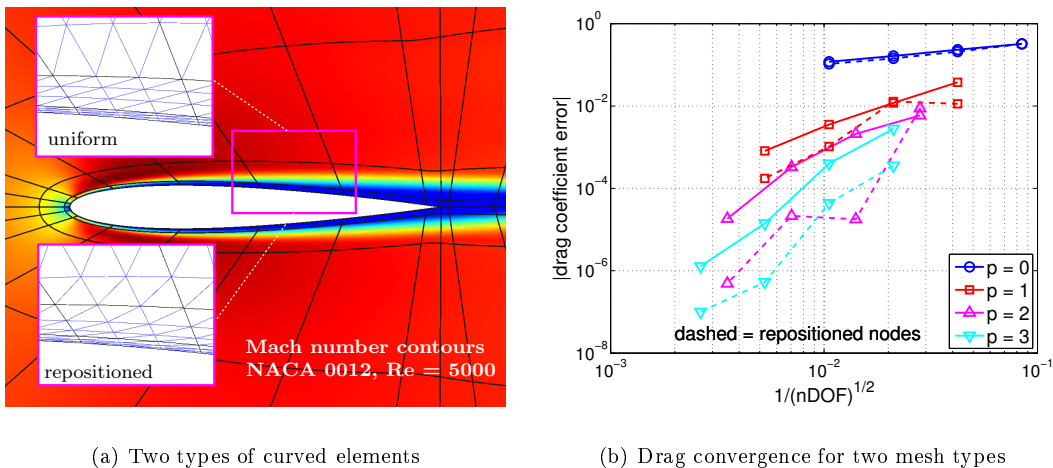 uniform
repositioned
Mach number contours
NACA 0012, Re = 5000
(a) Two types of curved elements
|drag coefficient error|
10^0
10^-2
10^-4
10^-6
10^-8
p = 0
p = 1
p = 2
p = 3
dashed = repositioned nodes
10^-3
10^-2
10^-1
1/(nDOF)^1/2
(b) Drag convergence for two mesh types